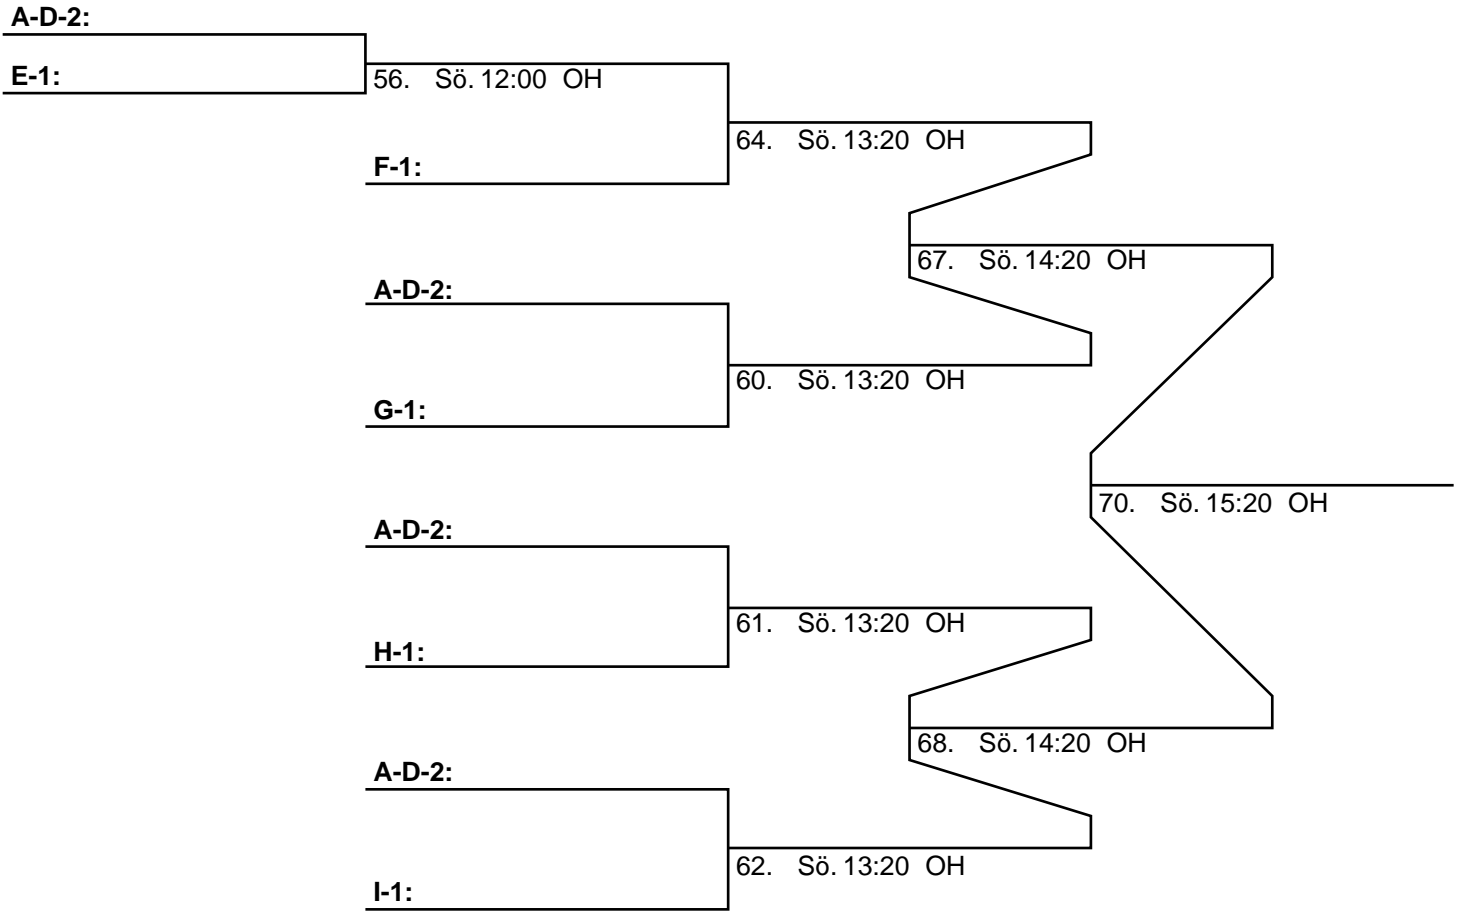 A-D-2:
E-1:
56. Sö. 12:00 OH
64. Sö. 13:20 OH
F-1:
67. Sö. 14:20 OH
A-D-2:
60. Sö. 13:20 OH
G-1:
70. Sö. 15:20 OH
A-D-2:
61. Sö. 13:20 OH
H-1:
68. Sö. 14:20 OH
A-D-2:
62. Sö. 13:20 OH
I-1: